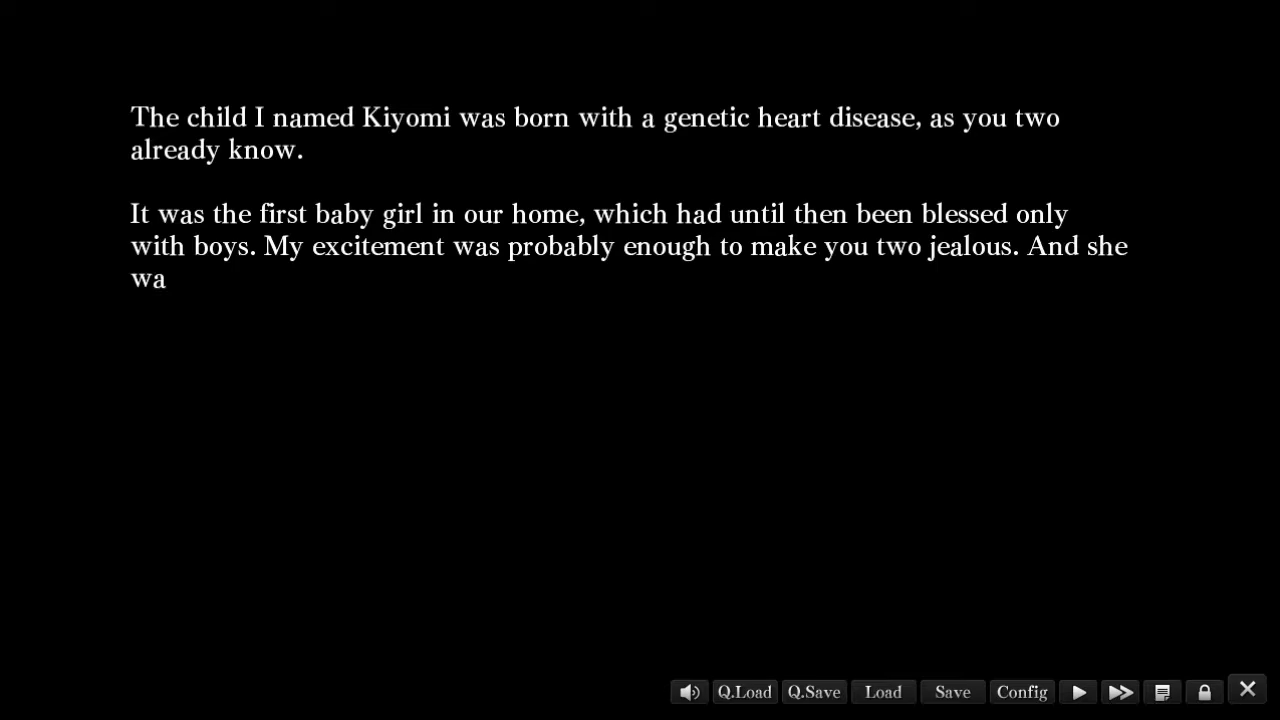 The child I named Kiyomi was born with a genetic heart disease, as you two
already know.
It was the first baby girl in our home, which had until then been blessed only
with boys. My excitement was probably enough to make you two jealous. And she
wa
Q.Load Q.Save Load Save Config